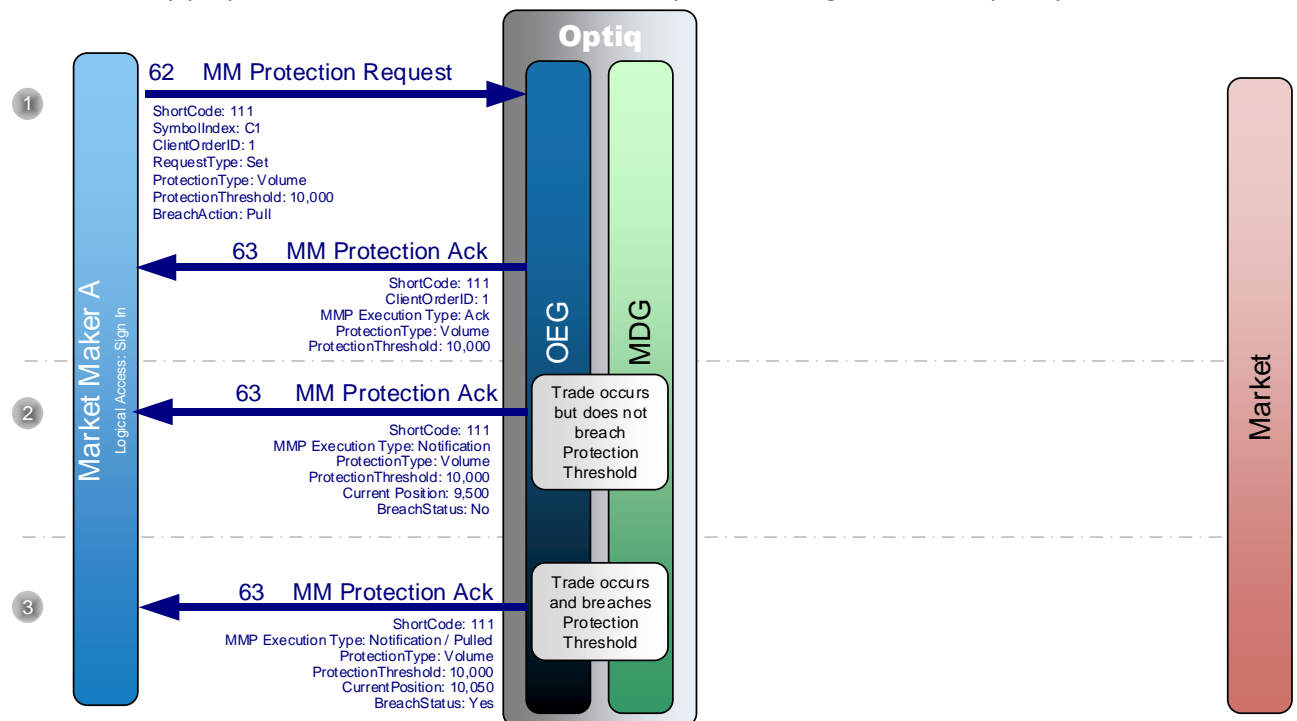 Optiq
62 MM Protection Request
1
ShortCode: 111
SymbolIndex: C1
ClientOrderID: 1
RequestType: Set
ProtectionType: Volume
ProtectionThreshold: 10,000
BreachAction: Pull
63 MM Protection Ack
ShortCode: 111
ClientOrderID: 1
MMP Execution Type: Ack
ProtectionType: Volume
ProtectionThreshold: 10,000
Market Maker A
Logical Access: Sign In
OEG
MDG
Market
2
63 MM Protection Ack
ShortCode: 111
MMP Execution Type: Notification
ProtectionType: Volume
ProtectionThreshold: 10,000
Current Position: 9,500
BreachStatus: No
Trade occurs
but does not
breach
Protection
Threshold
3
63 MM Protection Ack
ShortCode: 111
MMP Execution Type: Notification / Pulled
ProtectionType: Volume
ProtectionThreshold: 10,000
CurrentPosition: 10,050
BreachStatus: Yes
Trade occurs
and breaches
Protection
Threshold